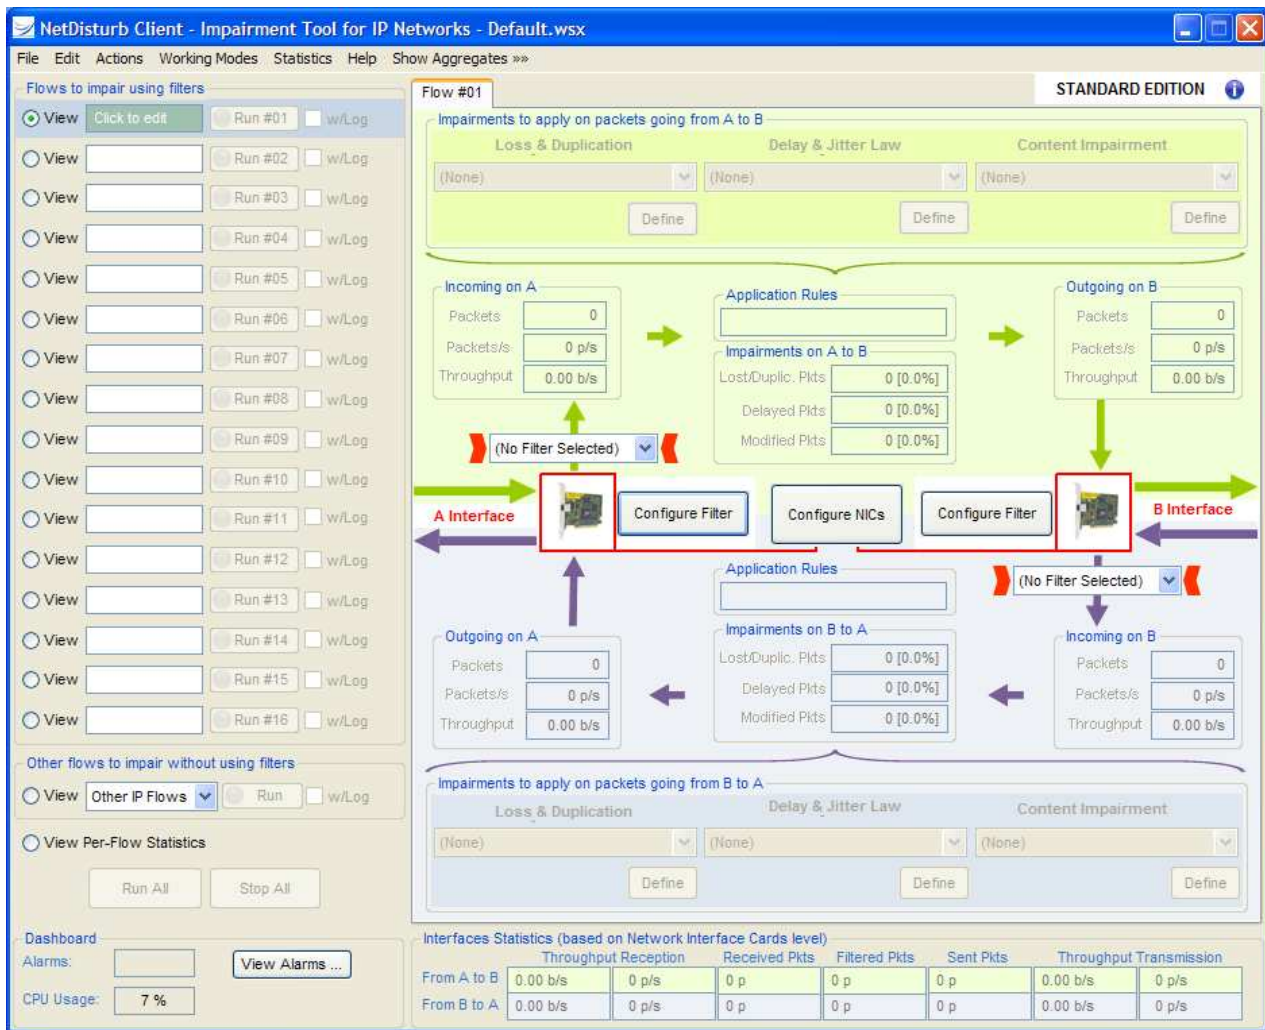 NetDisturb Client - Impairment Tool for IP Networks - Default.wsx
File Edit Actions Working Modes Statistics Help Show Aggregates »»
Flows to impair using filters
View Click to edit Run #01 w/Log
View Run #02 w/Log
View Run #03 w/Log
View Run #04 w/Log
View Run #05 w/Log
View Run #06 w/Log
View Run #07 w/Log
View Run #08 w/Log
View Run #09 w/Log
View Run #10 w/Log
View Run #11 w/Log
View Run #12 w/Log
View Run #13 w/Log
View Run #14 w/Log
View Run #15 w/Log
View Run #16 w/Log
Other flows to impair without using filters
View Other IP Flows Run w/Log
View Per-Flow Statistics
Run All Stop All
Dashboard
Alarms: View Alarms ...
CPU Usage: 7 %
Flow #01
STANDARD EDITION i
Impairments to apply on packets going from A to B
Loss & Duplication Delay & Jitter Law Content Impairment
(None) (None) (None)
Define Define Define
Incoming on A
Packets 0
Packets/s 0 p/s
Throughput 0.00 b/s
Application Rules
Impairments on A to B
Lost/Duplic. Pkts 0 [0.0%]
Delayed Pkts 0 [0.0%]
Modified Pkts 0 [0.0%]
Outgoing on B
Packets 0
Packets/s 0 p/s
Throughput 0.00 b/s
(No Filter Selected)
A Interface Configure Filter Configure NICs Configure Filter B Interface
(No Filter Selected)
Outgoing on A
Packets 0
Packets/s 0 p/s
Throughput 0.00 b/s
Application Rules
Impairments on B to A
Lost/Duplic. Pkts 0 [0.0%]
Delayed Pkts 0 [0.0%]
Modified Pkts 0 [0.0%]
Incoming on B
Packets 0
Packets/s 0 p/s
Throughput 0.00 b/s
Impairments to apply on packets going from B to A
Loss & Duplication Delay & Jitter Law Content Impairment
(None) (None) (None)
Define Define Define
Interfaces Statistics (based on Network Interface Cards level)
Throughput Reception Received Pkts Filtered Pkts Sent Pkts Throughput Transmission
From A to B 0.00 b/s 0 p/s 0 p 0 p 0 p 0.00 b/s 0 p/s
From B to A 0.00 b/s 0 p/s 0 p 0 p 0 p 0.00 b/s 0 p/s